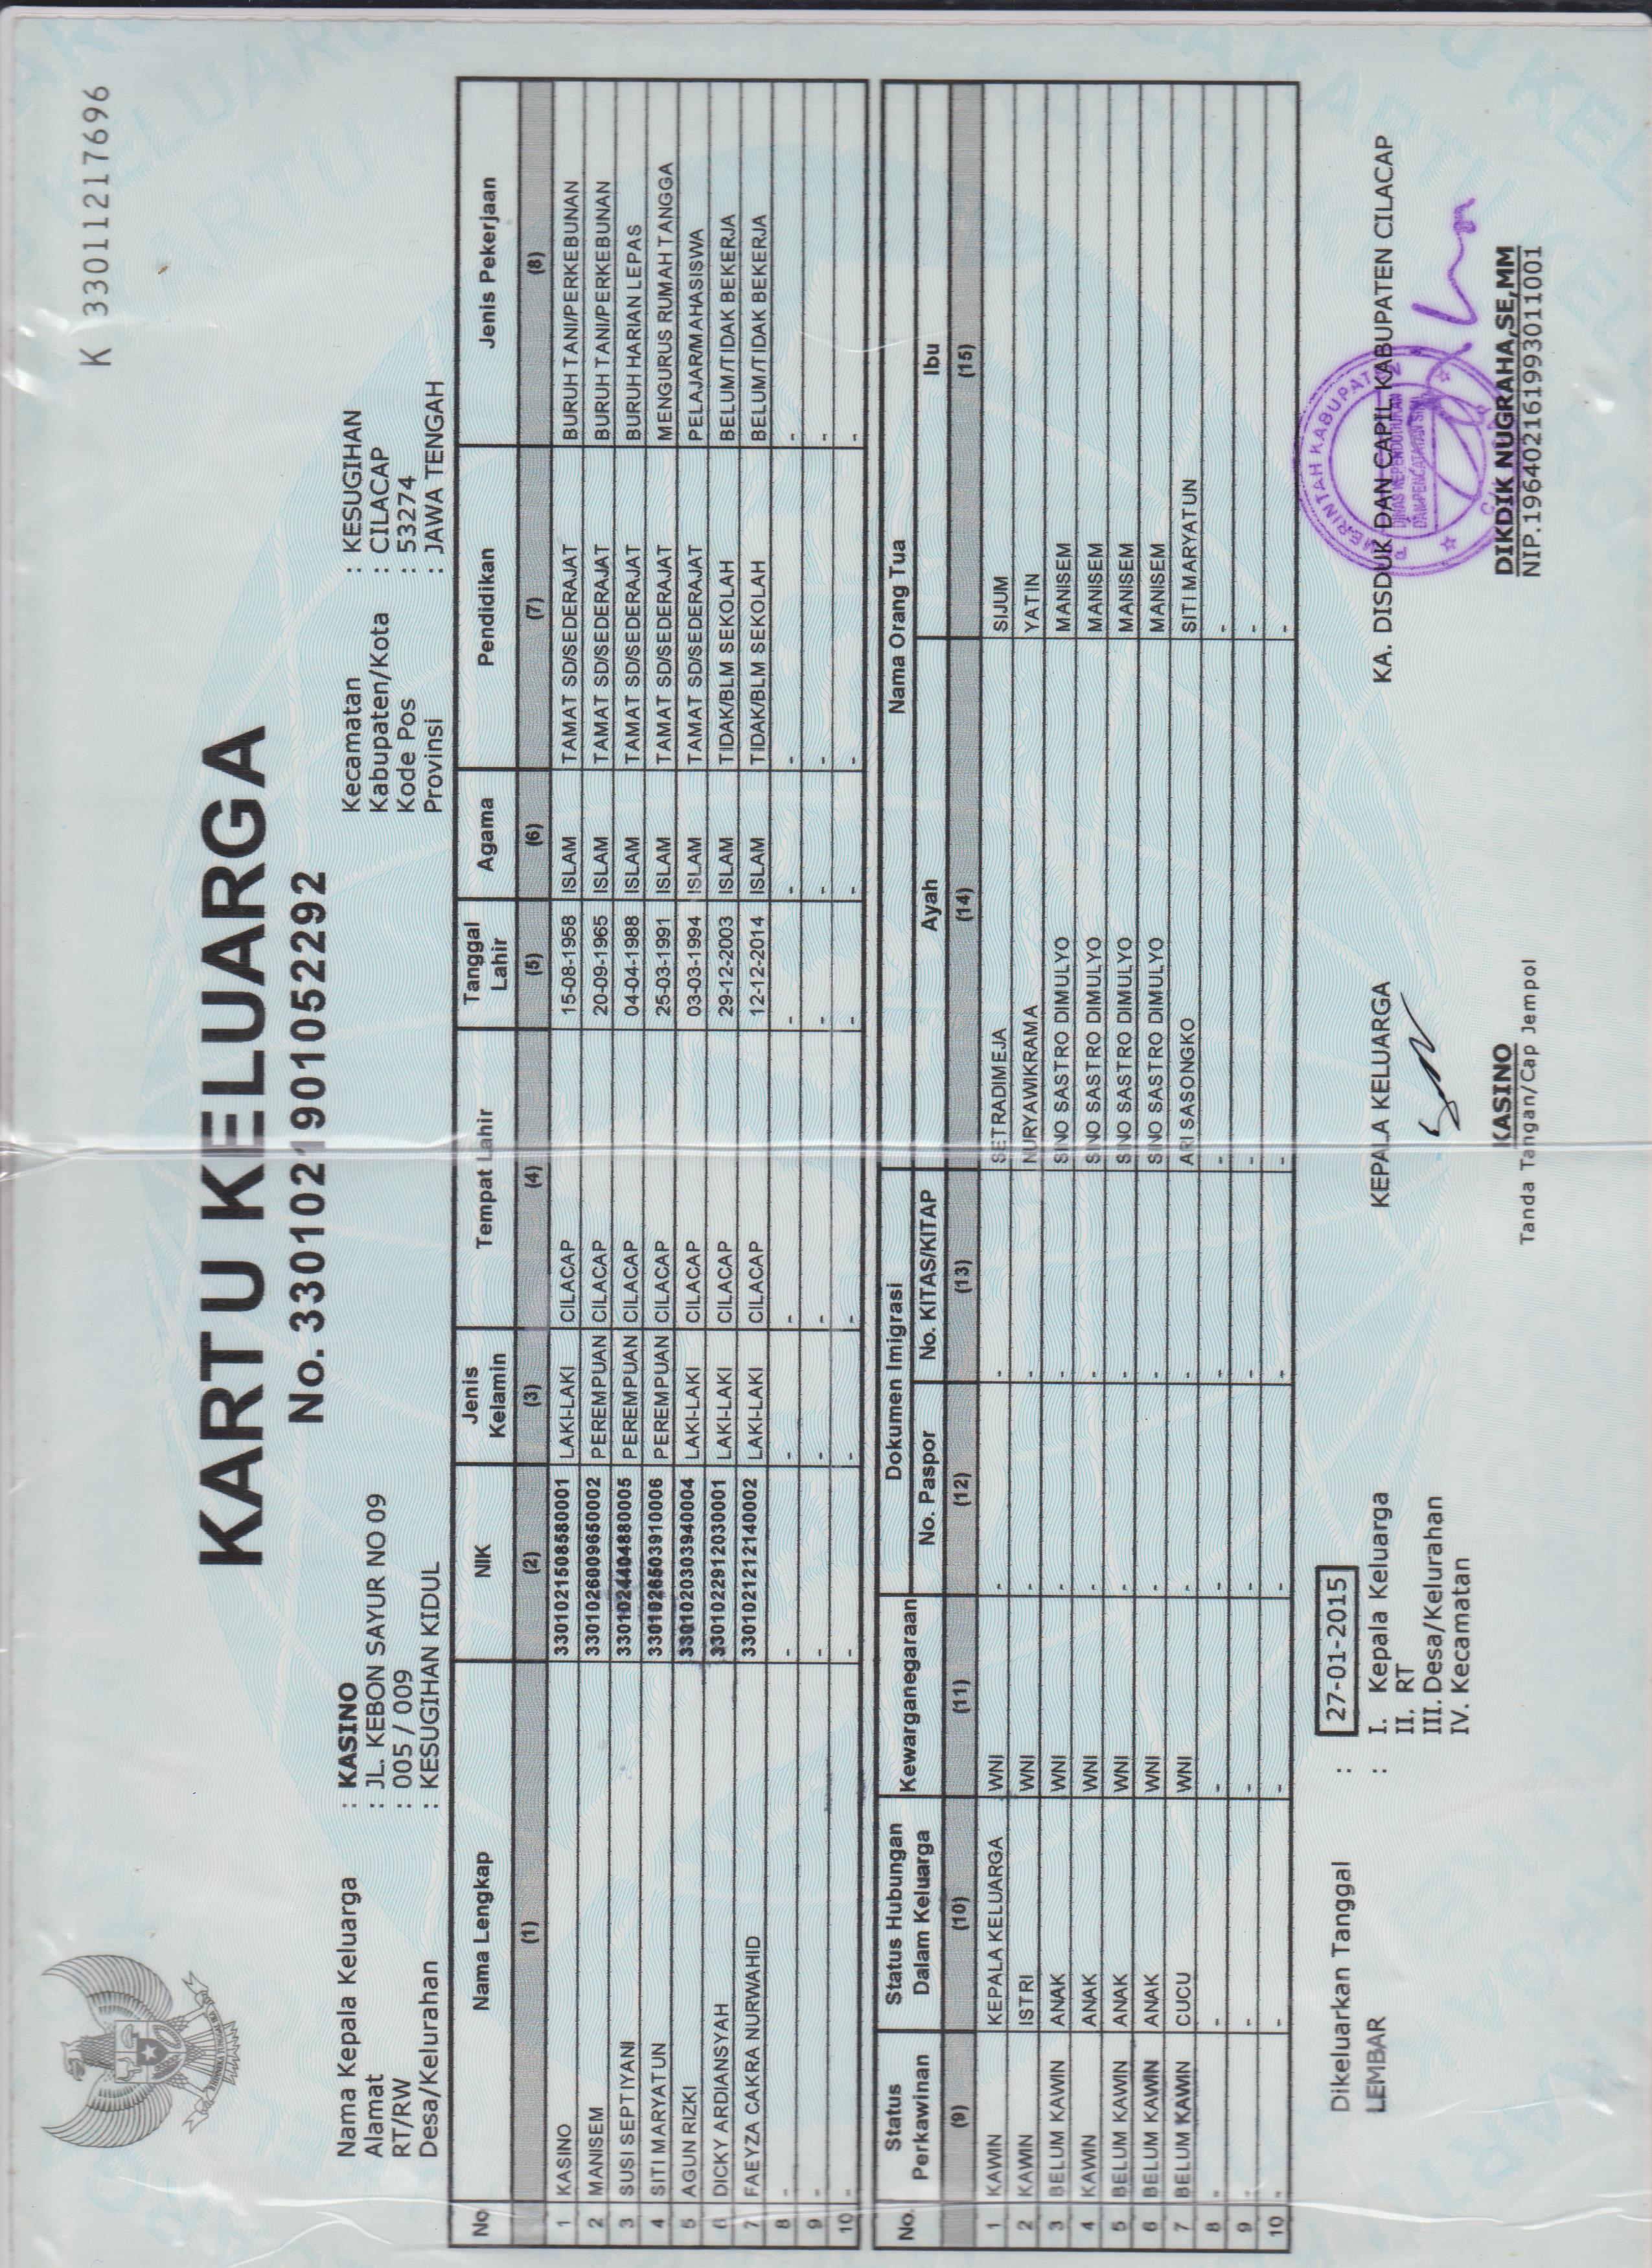 BHINNEKA TUNGGAL IKA
K 33011217696
KARTU KELUARGA
No. 3301021901052292
Nama Kepala Keluarga : KASINO
Alamat : JL. KEBON SAYUR NO 09
RT/RW : 005 / 009
Desa/Kelurahan : KESUGIHAN KIDUL
Kecamatan : KESUGIHAN
Kabupaten/Kota : CILACAP
Kode Pos : 53274
Provinsi : JAWA TENGAH
No Nama Lengkap NIK Jenis Kelamin Tempat Lahir Tanggal Lahir Agama Pendidikan Jenis Pekerjaan
(1) (2) (3) (4) (5) (6) (7) (8)
1 KASINO 3301021508580001 LAKI-LAKI CILACAP 15-08-1958 ISLAM TAMAT SD/SEDERAJAT BURUH TANI/PERKEBUNAN
2 MANISEM 3301026009650002 PEREMPUAN CILACAP 20-09-1965 ISLAM TAMAT SD/SEDERAJAT BURUH TANI/PERKEBUNAN
3 SUSI SEPTIYANI 3301024404880005 PEREMPUAN CILACAP 04-04-1988 ISLAM TAMAT SD/SEDERAJAT BURUH HARIAN LEPAS
4 SITI MARYATUN 3301026503910006 PEREMPUAN CILACAP 25-03-1991 ISLAM TAMAT SD/SEDERAJAT MENGURUS RUMAH TANGGA
5 AGUN RIZKI 3301020303940004 LAKI-LAKI CILACAP 03-03-1994 ISLAM TAMAT SD/SEDERAJAT PELAJAR/MAHASISWA
6 DICKY ARDIANSYAH 3301022912030001 LAKI-LAKI CILACAP 29-12-2003 ISLAM TIDAK/BLM SEKOLAH BELUM/TIDAK BEKERJA
7 FAEYZA CAKRA NURWAHID 3301021212140002 LAKI-LAKI CILACAP 12-12-2014 ISLAM TIDAK/BLM SEKOLAH BELUM/TIDAK BEKERJA
8 - - - - - - - -
9 - - - - - - - -
10 - - - - - - - -
No. Status Perkawinan Status Hubungan Dalam Keluarga Kewarganegaraan Dokumen Imigrasi Nama Orang Tua
No. Paspor No. KITAS/KITAP Ayah Ibu
(9) (10) (11) (12) (13) (14) (15)
1 KAWIN KEPALA KELUARGA WNI - - SETRADIMEJA SIJUM
2 KAWIN ISTRI WNI - - NURYAWIKRAMA YATIN
3 BELUM KAWIN ANAK WNI - - SINO SASTRO DIMULYO MANISEM
4 KAWIN ANAK WNI - - SINO SASTRO DIMULYO MANISEM
5 BELUM KAWIN ANAK WNI - - SINO SASTRO DIMULYO MANISEM
6 BELUM KAWIN ANAK WNI - - SINO SASTRO DIMULYO MANISEM
7 BELUM KAWIN CUCU WNI - - ARI SASONGKO SITI MARYATUN
8 - - - - - - -
9 - - - - - - -
10 - - - - - - -
Dikeluarkan Tanggal : 27-01-2015
LEMBAR : I. Kepala Keluarga
II. RT
III. Desa/Kelurahan
IV. Kecamatan
KEPALA KELUARGA
KASINO
Tanda Tangan/Cap Jempol
KA. DISDUK DAN CAPIL KABUPATEN CILACAP
PEMERINTAH KABUPATEN
DINAS KEPENDUDUKAN
DAN PENCATATAN SIPIL
CILACAP
DIKDIK NUGRAHA,SE,MM
NIP.196402161993011001